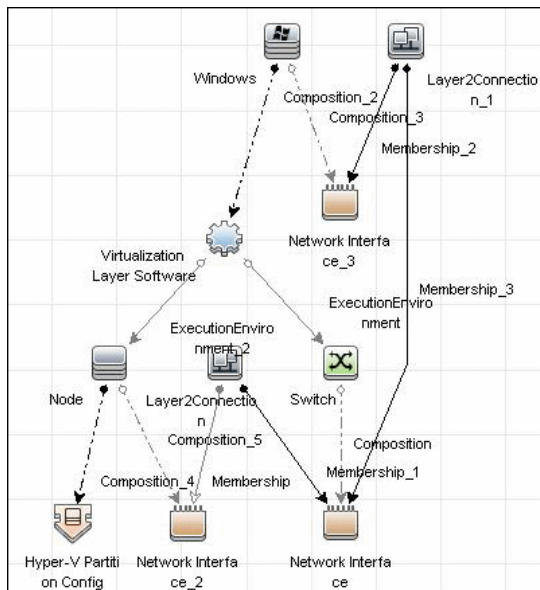 Windows
Layer2Connectio
n_1
Composition_2
Composition_3
Membership_2
Network Interfa
ce_3
Virtualization
Layer Software
Membership_3
ExecutionEnviro
nment
ExecutionEnviro
nment_2
Node
Layer2Connectio
n
Switch
Composition_5
Composition
Composition_4
Membership
Membership_1
Hyper-V Partiti
on Config
Network Interfa
ce_2
Network Interfa
ce